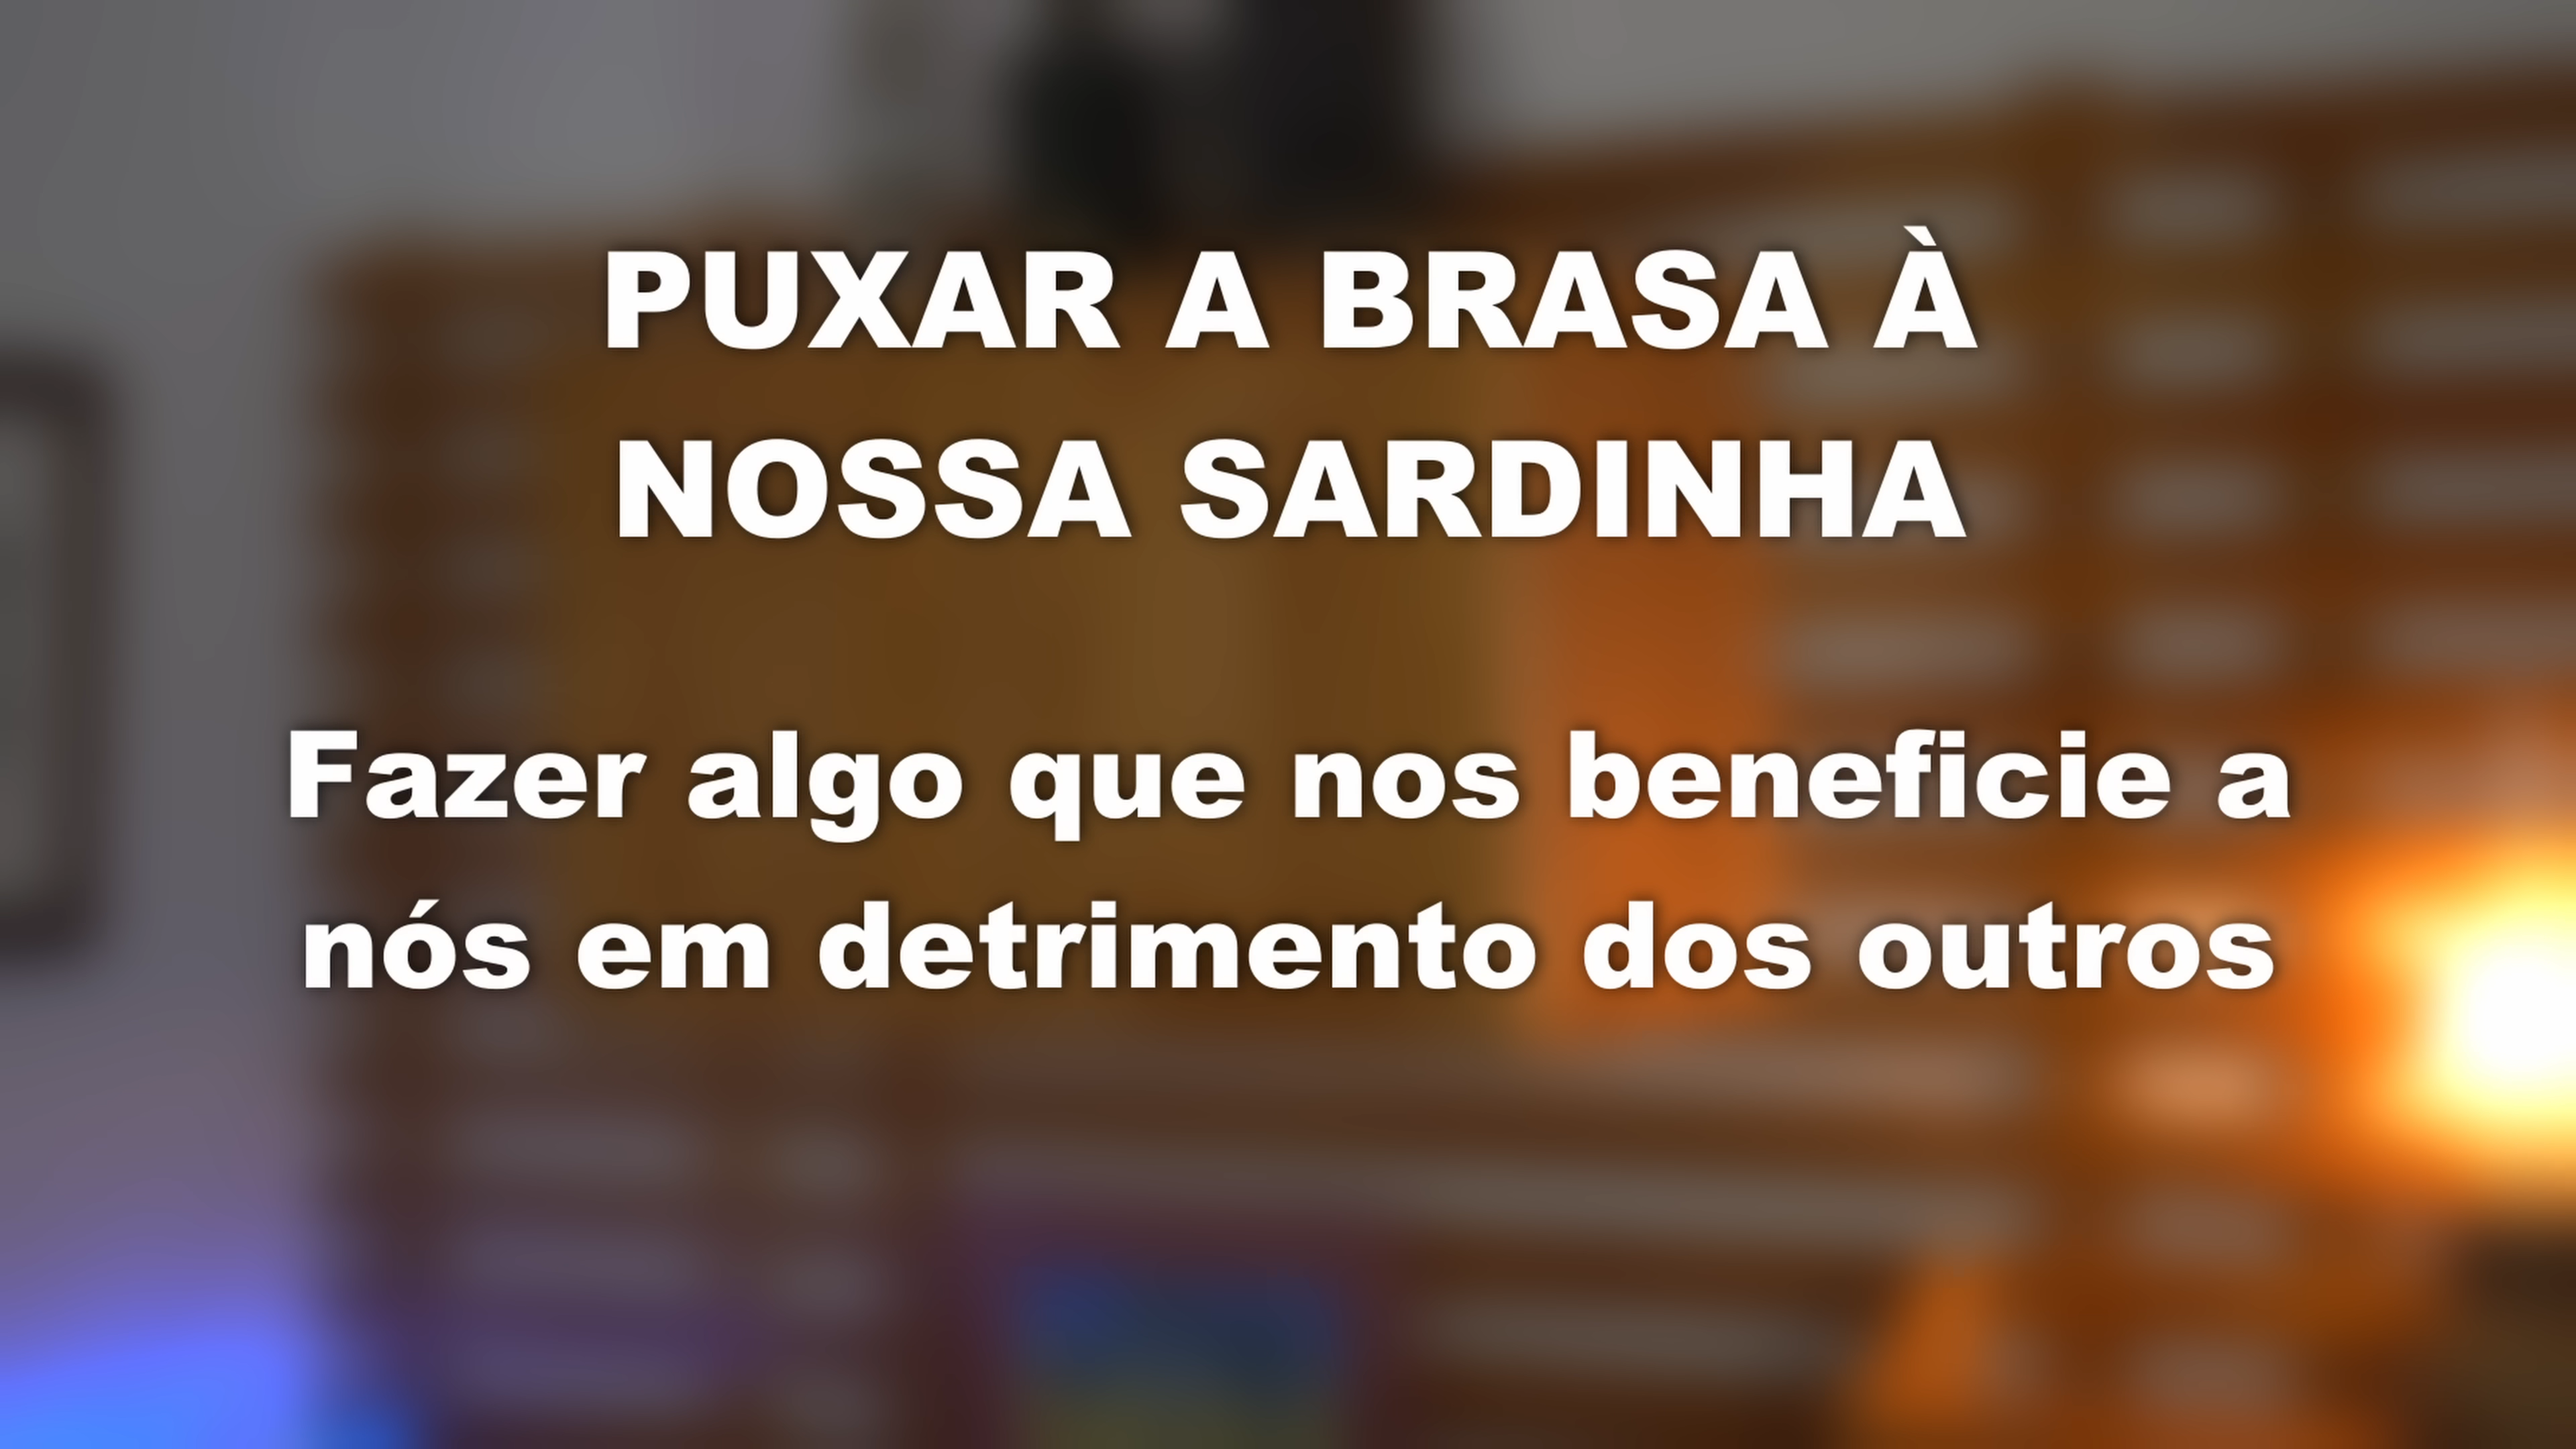 PUXAR A BRASA À
NOSSA SARDINHA
Fazer algo que nos beneficie a
nós em detrimento dos outros